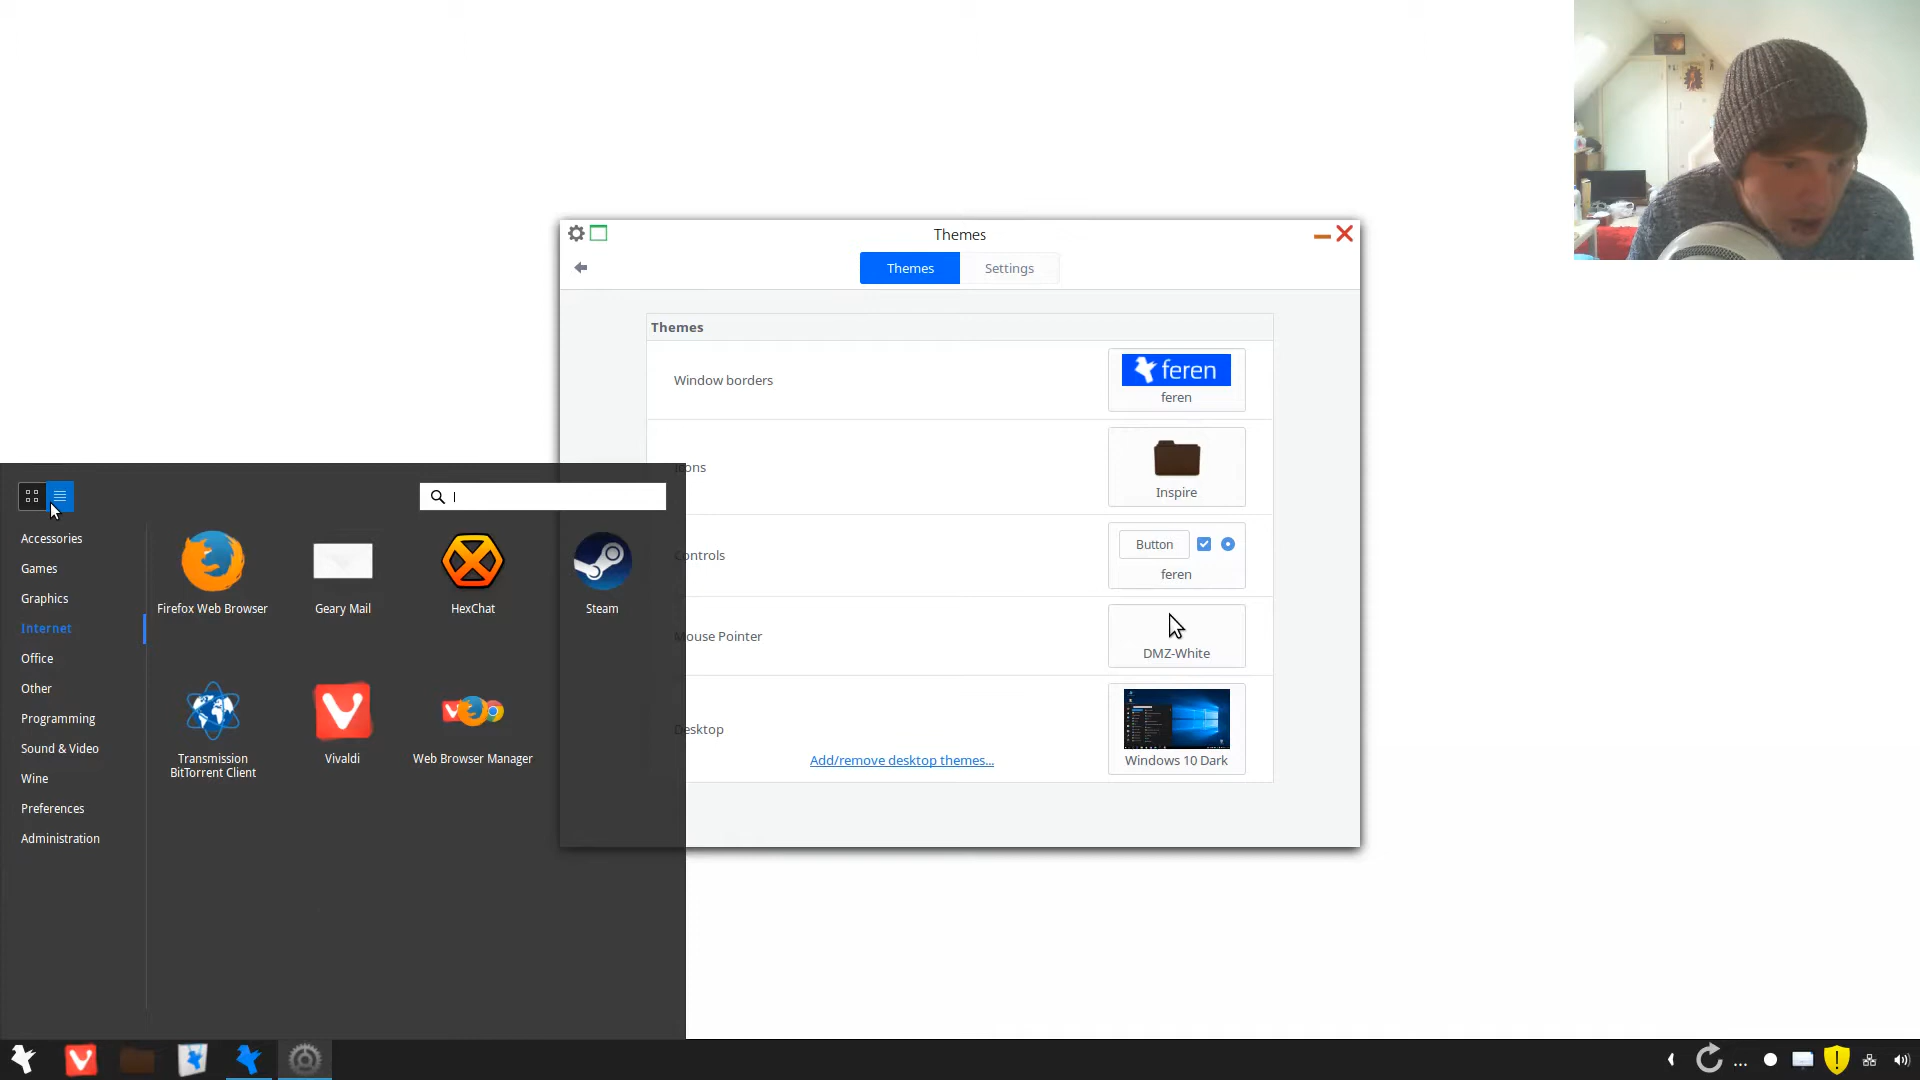 Themes
Themes
Settings
Themes
Window borders
feren
feren
Icons
Inspire
Controls
Button
feren
Mouse Pointer
DMZ-White
Desktop
Add/remove desktop themes...
Windows 10 Dark
Accessories
Games
Graphics
Internet
Office
Other
Programming
Sound & Video
Wine
Preferences
Administration
Firefox Web Browser
Geary Mail
HexChat
Steam
Transmission
BitTorrent Client
Vivaldi
Web Browser Manager
...